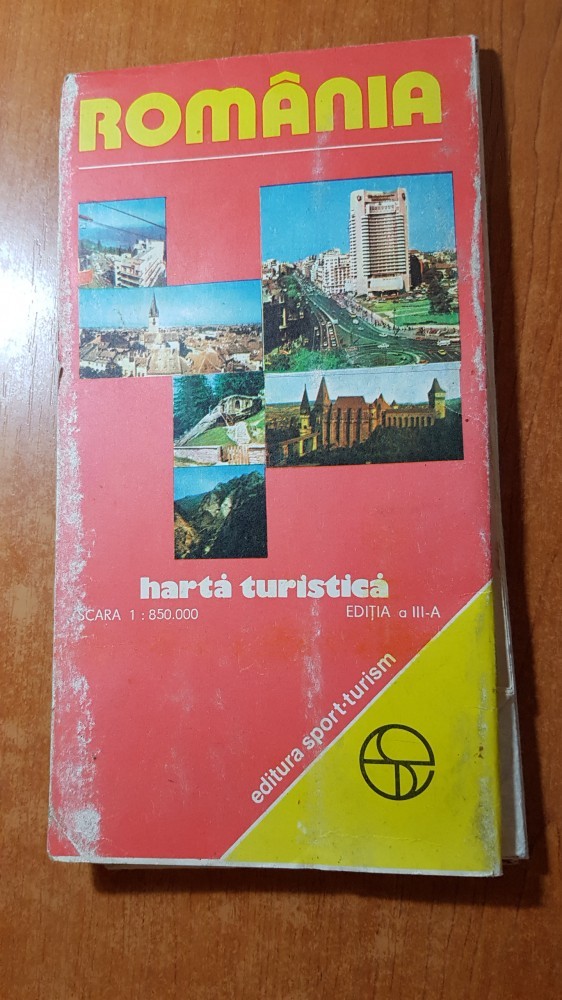 ROMÂNIA
hartă turistică
SCARA 1 : 850.000
EDIȚIA a III-A
editura sport-turism